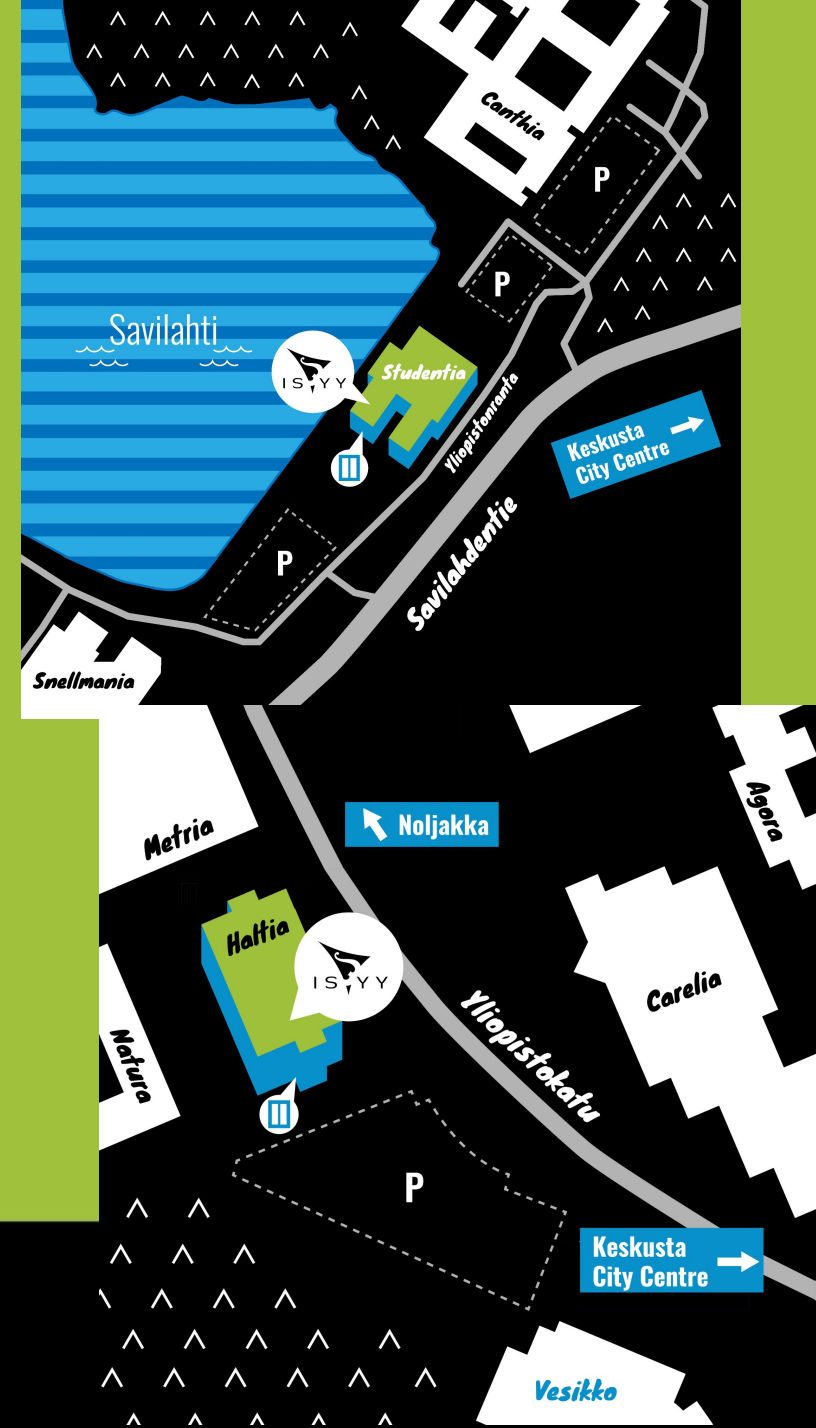 Canthia
P
P
Savilahti
ISYY
Studentia
Yliopistonranta
Keskusta
City Centre
Savilahdentie
P
Snellmania
Metria
Noljakka
Agora
Haltia
ISYY
Carelia
Yliopistokatu
Natura
P
Keskusta
City Centre
Vesikko